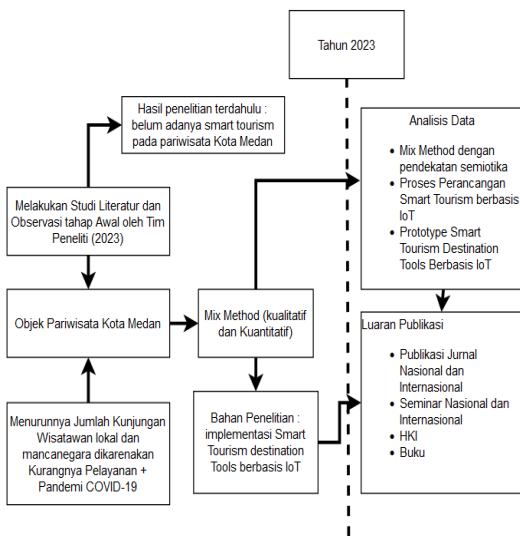 Tahun 2023
Hasil penelitian terdahulu :
belum adanya smart tourism
pada pariwisata Kota Medan
Melakukan Studi Literatur dan
Observasi tahap Awal oleh Tim
Peneliti (2023)
Objek Pariwisata Kota Medan
Menurunnya Jumlah Kunjungan
Wisatawan lokal dan
mancanegara dikarenakan
Kurangnya Pelayanan +
Pandemi COVID-19
Mix Method (kualitatif
dan Kuantitatif)
Bahan Penelitian :
implementasi Smart
Tourism destination
Tools berbasis IoT
Analisis Data
• Mix Method dengan
pendekatan semiotika
• Proses Perancangan
Smart Tourism berbasis
IoT
• Prototype Smart
Tourism Destination
Tools Berbasis IoT
Luaran Publikasi
• Publikasi Jurnal
Nasional dan
Internasional
• Seminar Nasional dan
Internasional
• HKI
• Buku